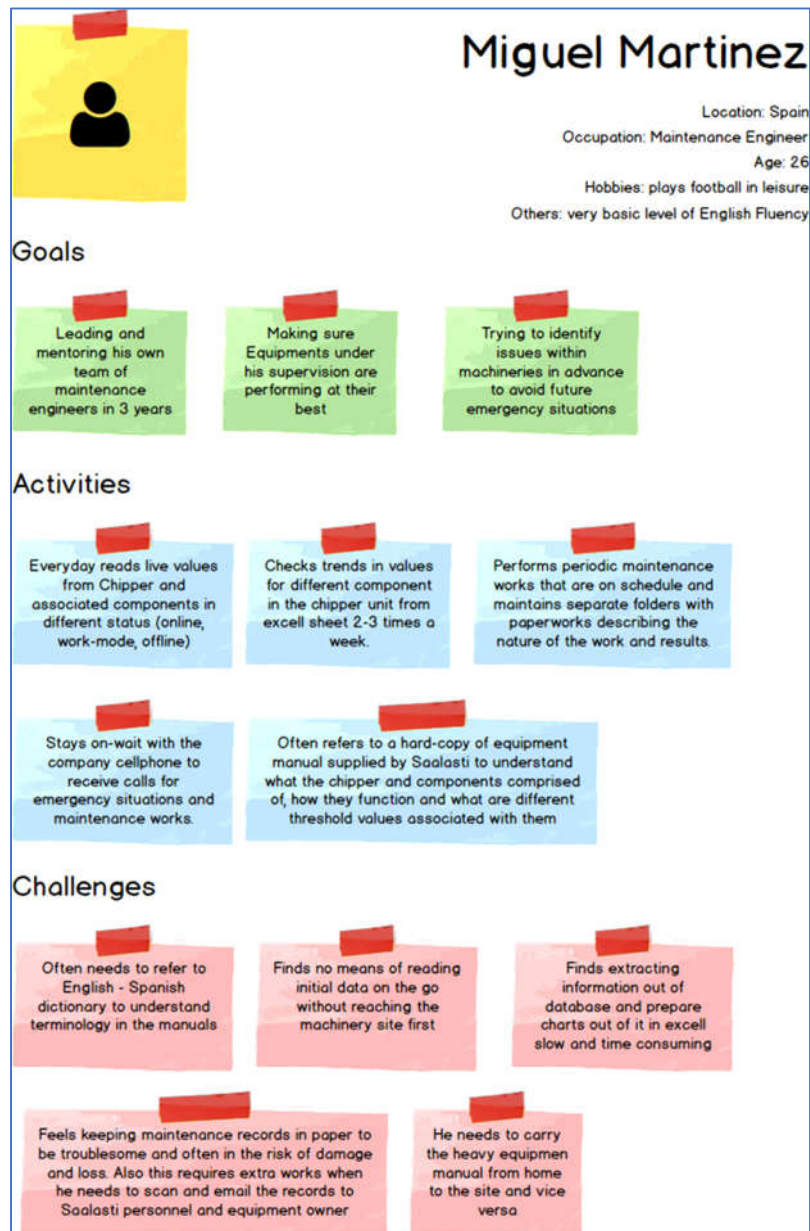 Miguel Martinez
Location: Spain
Occupation: Maintenance Engineer
Age: 26
Hobbies: plays football in leisure
Others: very basic level of English Fluency
Goals
Leading and
mentoring his own
team of
maintenance
engineers in 3 years
Making sure
Equipments under
his supervision are
performing at their
best
Trying to identify
issues within
machineries in advance
to avoid future
emergency situations
Activities
Everyday reads live values
from Chipper and
associated components in
different status (online,
work-mode, offline)
Checks trends in values
for different component
in the chipper unit from
excell sheet 2-3 times a
week.
Performs periodic maintenance
works that are on schedule and
maintains separate folders with
paperworks describing the
nature of the work and results.
Stays on-wait with the
company cellphone to
receive calls for
emergency situations and
maintenance works.
Often refers to a hard-copy of equipment
manual supplied by Saalasti to understand
what the chipper and components comprised
of, how they function and what are different
threshold values associated with them
Challenges
Often needs to refer to
English - Spanish
dictionary to understand
terminology in the manuals
Finds no means of reading
initial data on the go
without reaching the
machinery site first
Finds extracting
information out of
database and prepare
charts out of it in excell
slow and time consuming
Feels keeping maintenance records in paper to
be troublesome and often in the risk of damage
and loss. Also this requires extra works when
he needs to scan and email the records to
Saalasti personnel and equipment owner
He needs to carry
the heavy equipmen
manual from home
to the site and vice
versa